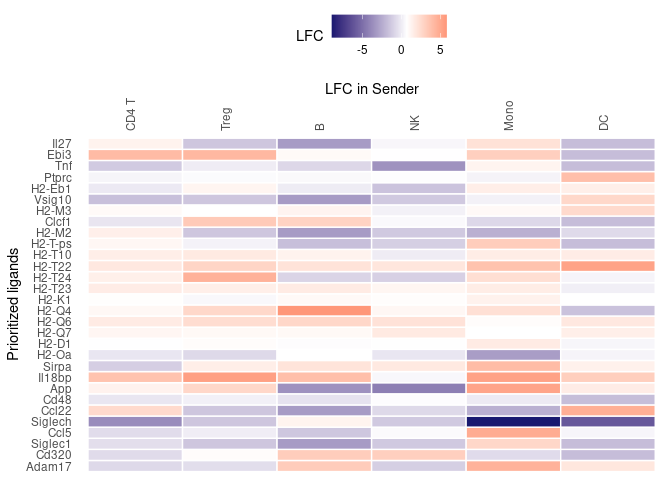 LFC
-5 0 5
LFC in Sender
CD4 T Treg B NK Mono DC
Prioritized ligands
Il27
Ebi3
Tnf
Ptprc
H2-Eb1
Vsig10
H2-M3
Clcf1
H2-M2
H2-T-ps
H2-T10
H2-T22
H2-T24
H2-T23
H2-K1
H2-Q4
H2-Q6
H2-Q7
H2-D1
H2-Oa
Sirpa
Il18bp
App
Cd48
Ccl22
Siglech
Ccl5
Siglec1
Cd320
Adam17